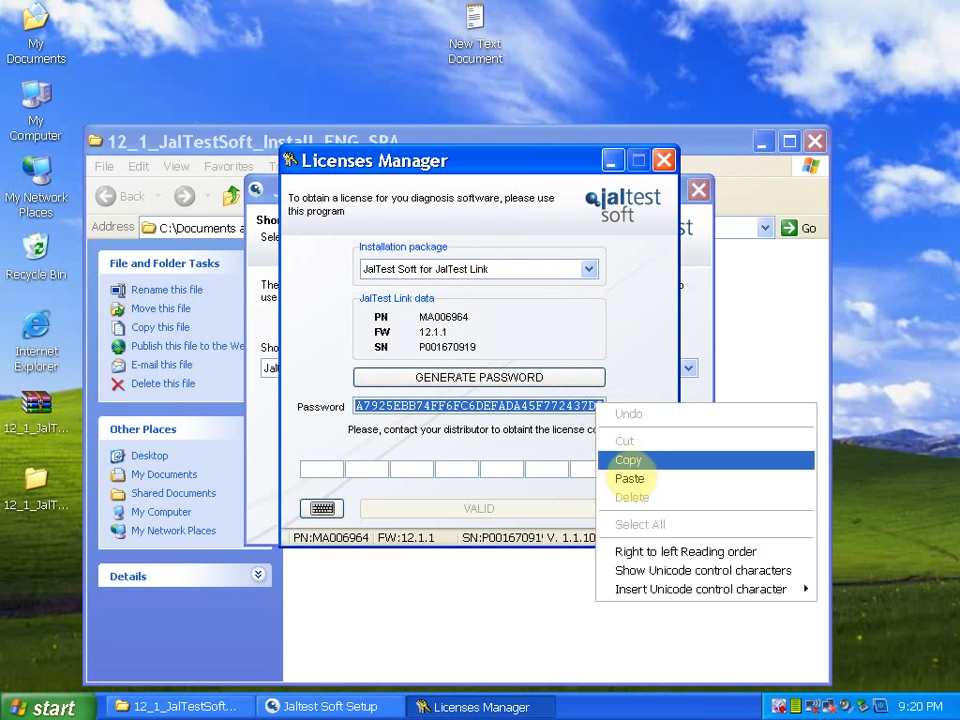 My
Documents
New Text
Document
My
Computer
My Network
Places
Recycle Bin
Internet
Explorer
12_1_JalT...
12_1_JalT...
12_1_JalTestSoft_Install_ENG_SPA
File Edit View Favorites
Back
Address C:\Documents a
Go
File and Folder Tasks
Rename this file
Move this file
Copy this file
Publish this file to the We
E-mail this file
Delete this file
Other Places
Desktop
My Documents
Shared Documents
My Computer
My Network Places
Details
Licenses Manager
To obtain a license for you diagnosis software, please use
this program
jaltest
soft
Installation package
JalTest Soft for JalTest Link
JalTest Link data
PN MA006964
FW 12.1.1
SN P001670919
GENERATE PASSWORD
Password A7925EBB74FF6FC6DEFADA45F772437D
Please, contact your distributor to obtaint the license co
VALID
PN:MA006964 FW:12.1.1 SN:P00167091' V. 1.1.10
Undo
Cut
Copy
Paste
Delete
Select All
Right to left Reading order
Show Unicode control characters
Insert Unicode control character
start
12_1_JalTestSoft...
Jaltest Soft Setup
Licenses Manager
9:20 PM